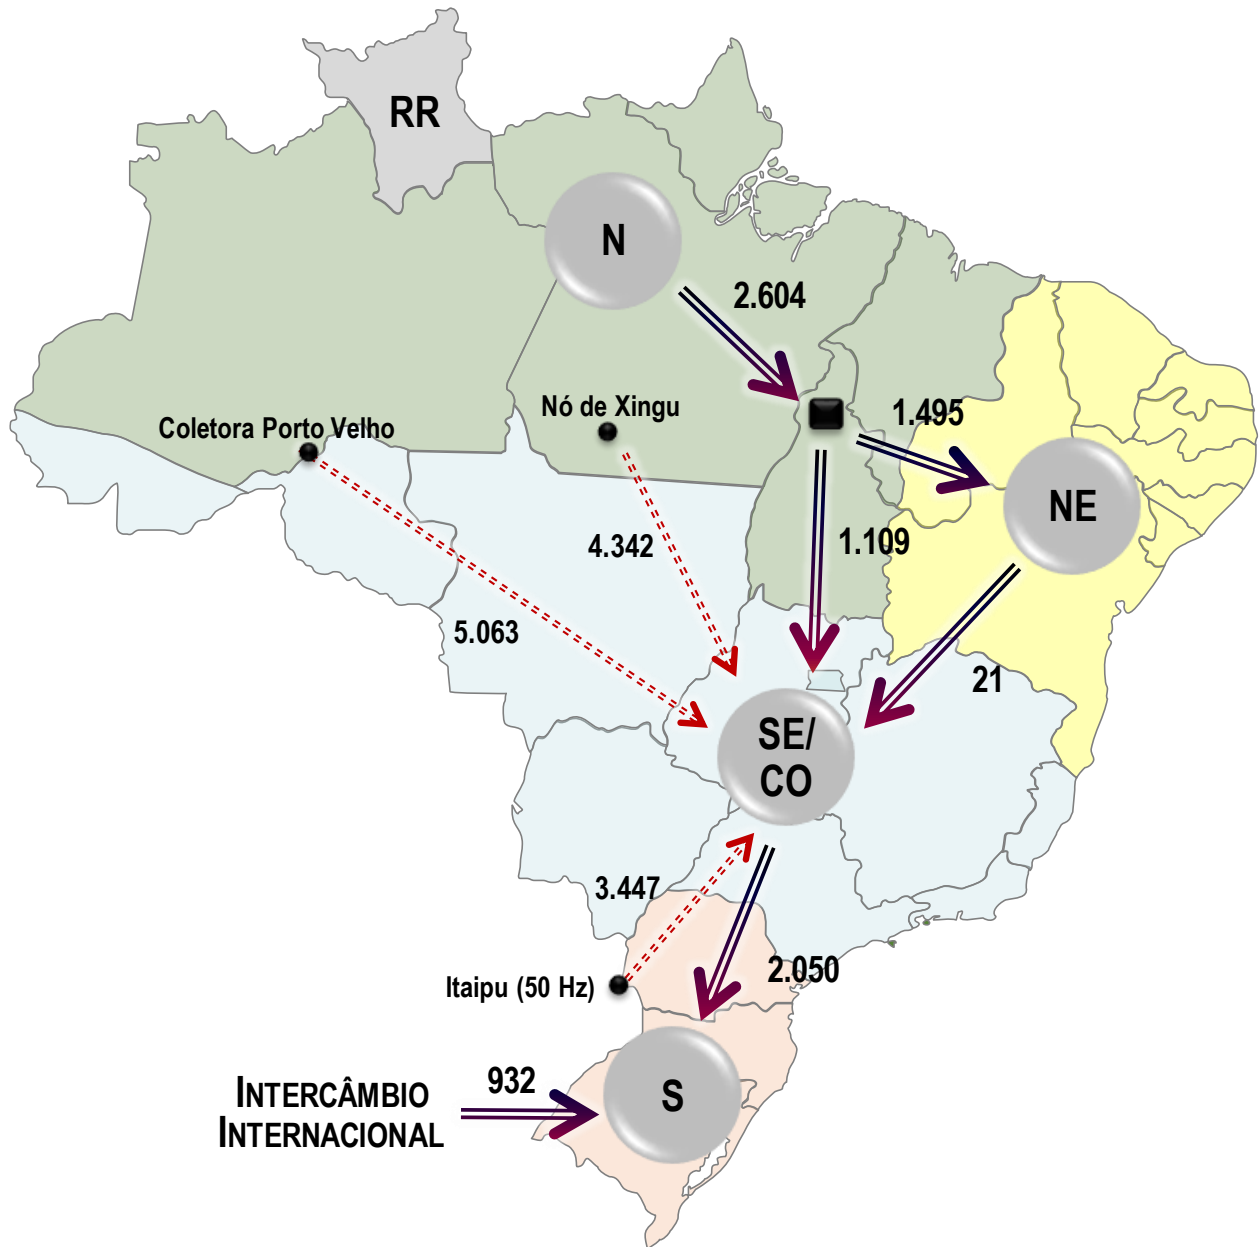 RR
N
2.604
Nó de Xingu
1.495
Coletora Porto Velho
NE
4.342
1.109
5.063
21
SE/
CO
3.447
2.050
Itaipu (50 Hz)
932
INTERCÂMBIO
INTERNACIONAL
S